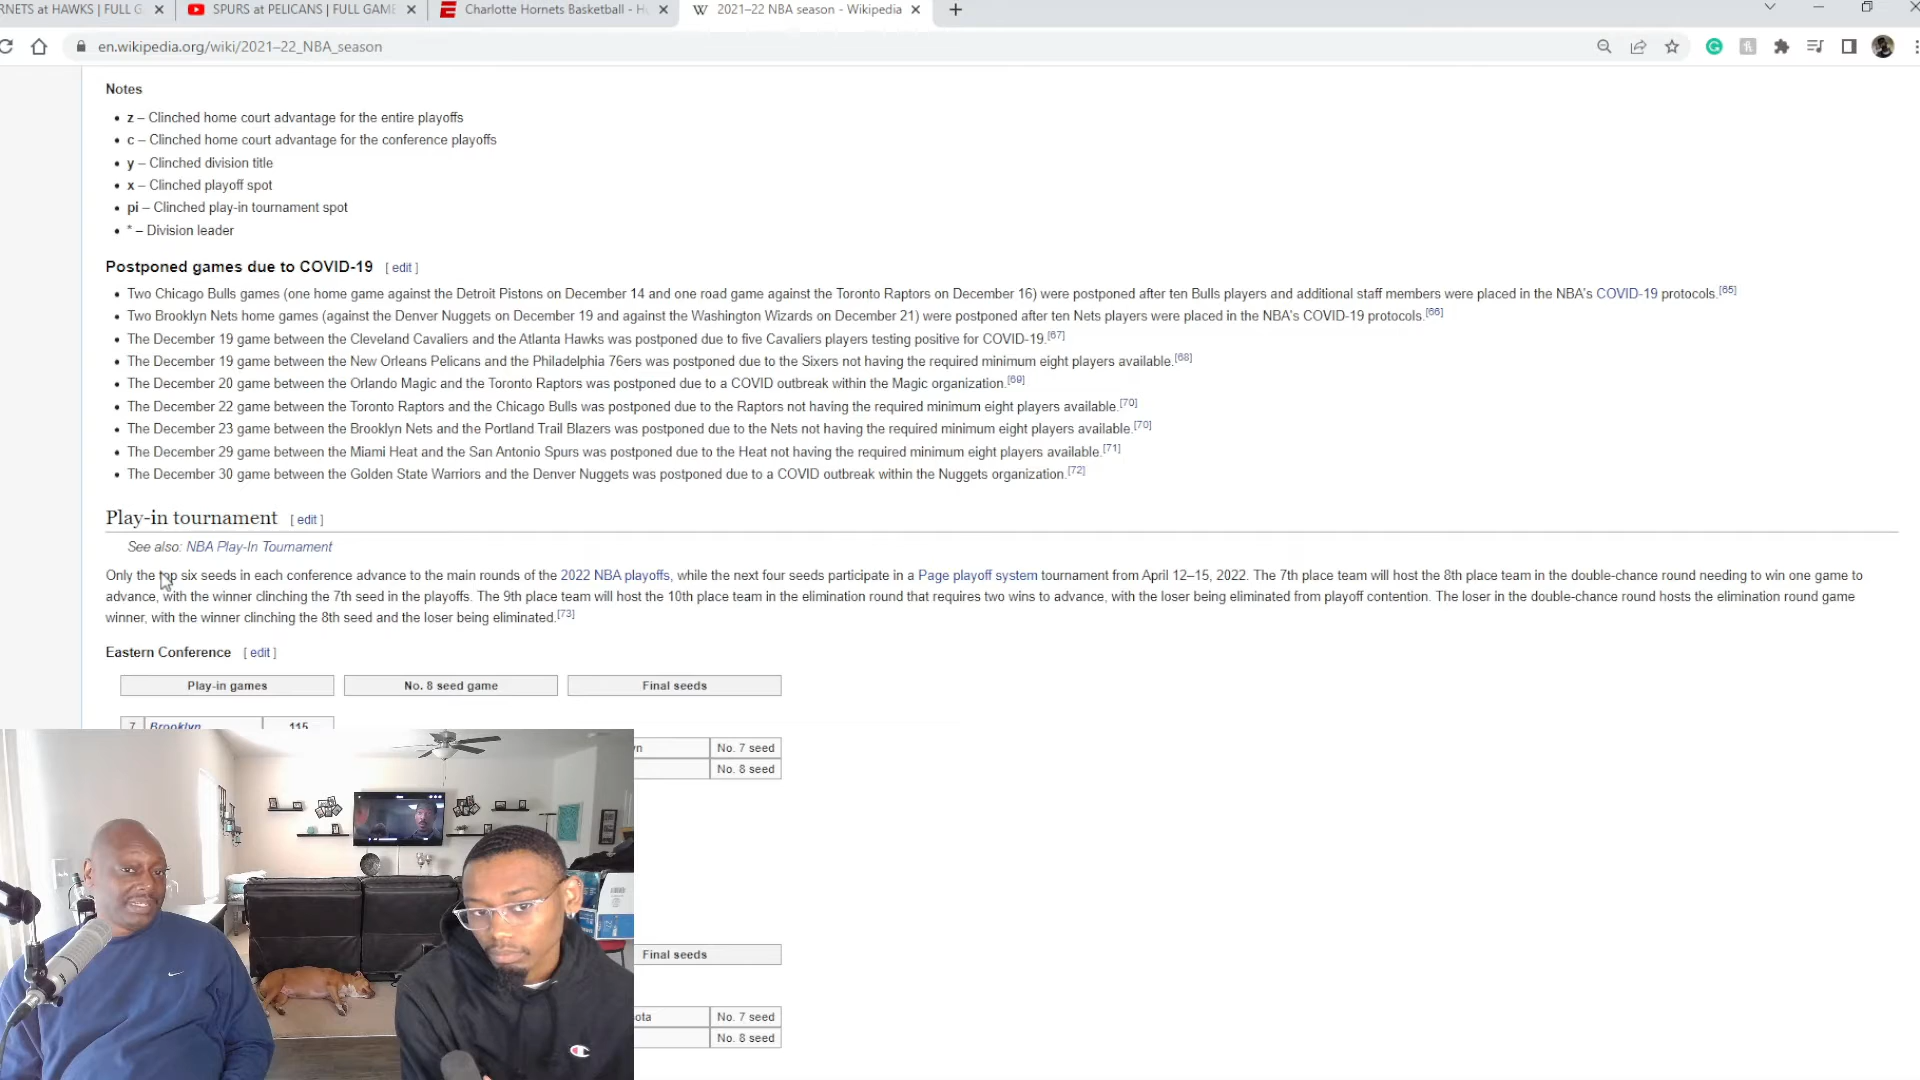 RNETS at HAWKS | FULL G
SPURS at PELICANS | FULL GAME
Charlotte Hornets Basketball - H
2021–22 NBA season - Wikipedia
en.wikipedia.org/wiki/2021–22_NBA_season
Notes
z – Clinched home court advantage for the entire playoffs
c – Clinched home court advantage for the conference playoffs
y – Clinched division title
x – Clinched playoff spot
pi – Clinched play-in tournament spot
* – Division leader
Postponed games due to COVID-19 [ edit ]
Two Chicago Bulls games (one home game against the Detroit Pistons on December 14 and one road game against the Toronto Raptors on December 16) were postponed after ten Bulls players and additional staff members were placed in the NBA's COVID-19 protocols.[65]
Two Brooklyn Nets home games (against the Denver Nuggets on December 19 and against the Washington Wizards on December 21) were postponed after ten Nets players were placed in the NBA's COVID-19 protocols.[66]
The December 19 game between the Cleveland Cavaliers and the Atlanta Hawks was postponed due to five Cavaliers players testing positive for COVID-19.[67]
The December 19 game between the New Orleans Pelicans and the Philadelphia 76ers was postponed due to the Sixers not having the required minimum eight players available.[68]
The December 20 game between the Orlando Magic and the Toronto Raptors was postponed due to a COVID outbreak within the Magic organization.[69]
The December 22 game between the Toronto Raptors and the Chicago Bulls was postponed due to the Raptors not having the required minimum eight players available.[70]
The December 23 game between the Brooklyn Nets and the Portland Trail Blazers was postponed due to the Nets not having the required minimum eight players available.[70]
The December 29 game between the Miami Heat and the San Antonio Spurs was postponed due to the Heat not having the required minimum eight players available.[71]
The December 30 game between the Golden State Warriors and the Denver Nuggets was postponed due to a COVID outbreak within the Nuggets organization.[72]
Play-in tournament [ edit ]
See also: NBA Play-In Tournament
Only the top six seeds in each conference advance to the main rounds of the 2022 NBA playoffs, while the next four seeds participate in a Page playoff system tournament from April 12–15, 2022. The 7th place team will host the 8th place team in the double-chance round needing to win one game to
advance, with the winner clinching the 7th seed in the playoffs. The 9th place team will host the 10th place team in the elimination round that requires two wins to advance, with the loser being eliminated from playoff contention. The loser in the double-chance round hosts the elimination round game
winner, with the winner clinching the 8th seed and the loser being eliminated.[73]
Eastern Conference [ edit ]
Play-in games No. 8 seed game Final seeds
7 Brooklyn 115
n No. 7 seed
No. 8 seed
Final seeds
ota No. 7 seed
No. 8 seed